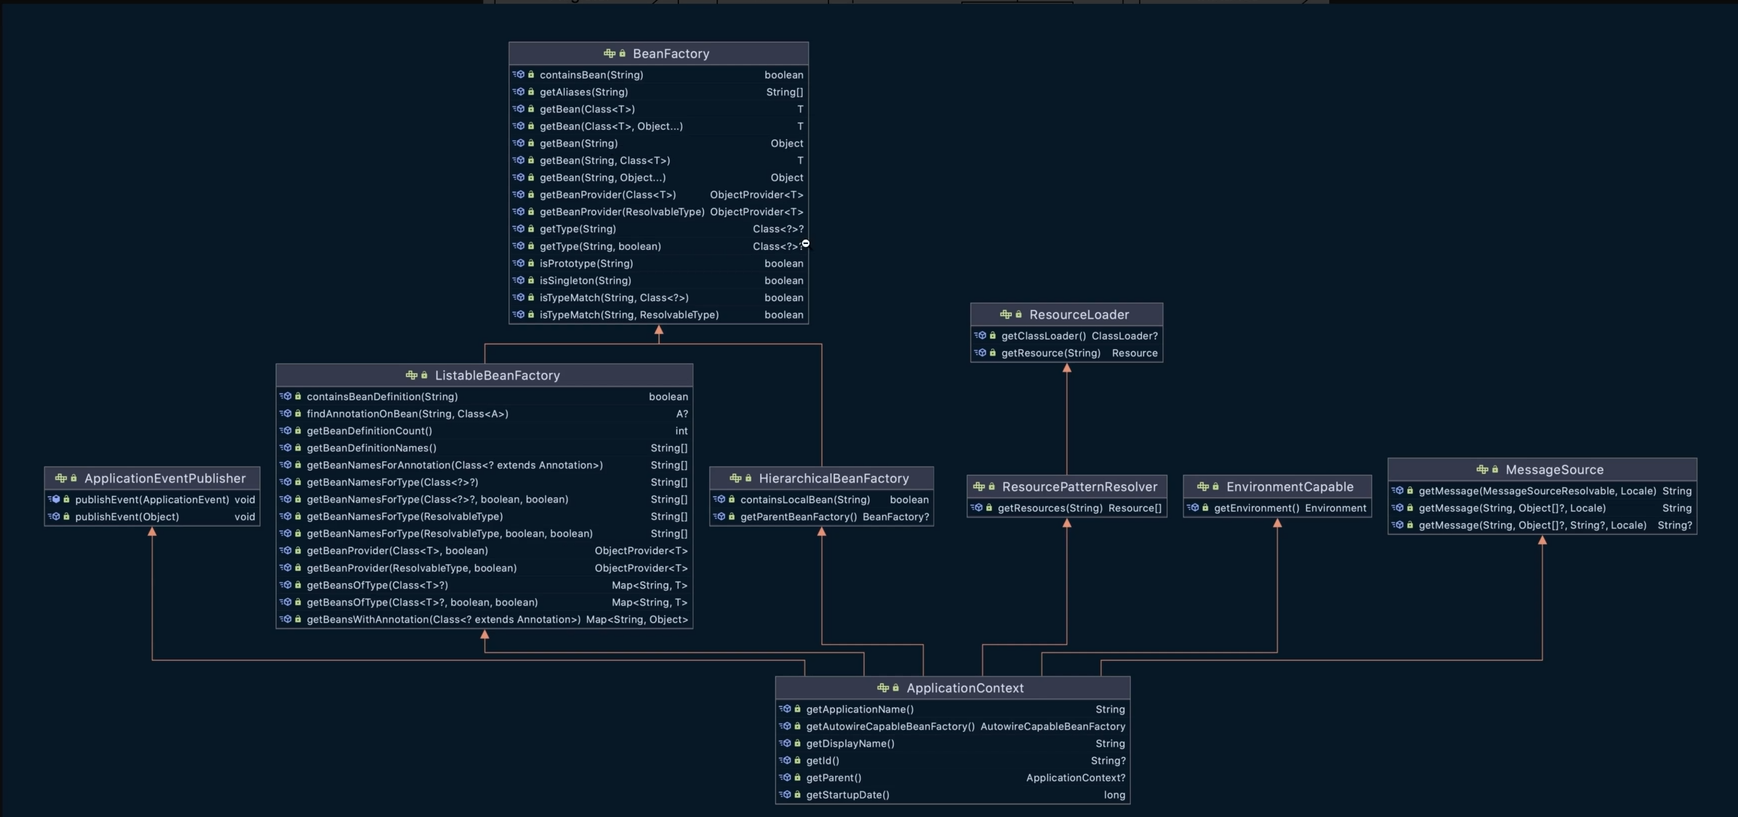 BeanFactory
containsBean(String) boolean
getAliases(String) String[]
getBean(Class<T>) T
getBean(Class<T>, Object...) T
getBean(String) Object
getBean(String, Class<T>) T
getBean(String, Object...) Object
getBeanProvider(Class<T>) ObjectProvider<T>
getBeanProvider(ResolvableType) ObjectProvider<T>
getType(String) Class<?>?
getType(String, boolean) Class<?>?
isPrototype(String) boolean
isSingleton(String) boolean
isTypeMatch(String, Class<?>) boolean
isTypeMatch(String, ResolvableType) boolean
ResourceLoader
getClassLoader() ClassLoader?
getResource(String) Resource
ListableBeanFactory
containsBeanDefinition(String) boolean
findAnnotationOnBean(String, Class<A>) A?
getBeanDefinitionCount() int
getBeanDefinitionNames() String[]
getBeanNamesForAnnotation(Class<? extends Annotation>) String[]
getBeanNamesForType(Class<?>?) String[]
getBeanNamesForType(Class<?>?, boolean, boolean) String[]
getBeanNamesForType(ResolvableType) String[]
getBeanNamesForType(ResolvableType, boolean, boolean) String[]
getBeanProvider(Class<T>, boolean) ObjectProvider<T>
getBeanProvider(ResolvableType, boolean) ObjectProvider<T>
getBeansOfType(Class<T>?) Map<String, T>
getBeansOfType(Class<T>?, boolean, boolean) Map<String, T>
getBeansWithAnnotation(Class<? extends Annotation>) Map<String, Object>
ApplicationEventPublisher
publishEvent(ApplicationEvent) void
publishEvent(Object) void
HierarchicalBeanFactory
containsLocalBean(String) boolean
getParentBeanFactory() BeanFactory?
ResourcePatternResolver
getResources(String) Resource[]
EnvironmentCapable
getEnvironment() Environment
MessageSource
getMessage(MessageSourceResolvable, Locale) String
getMessage(String, Object[]?, Locale) String
getMessage(String, Object[]?, String?, Locale) String?
ApplicationContext
getApplicationName() String
getAutowireCapableBeanFactory() AutowireCapableBeanFactory
getDisplayName() String
getId() String?
getParent() ApplicationContext?
getStartupDate() long